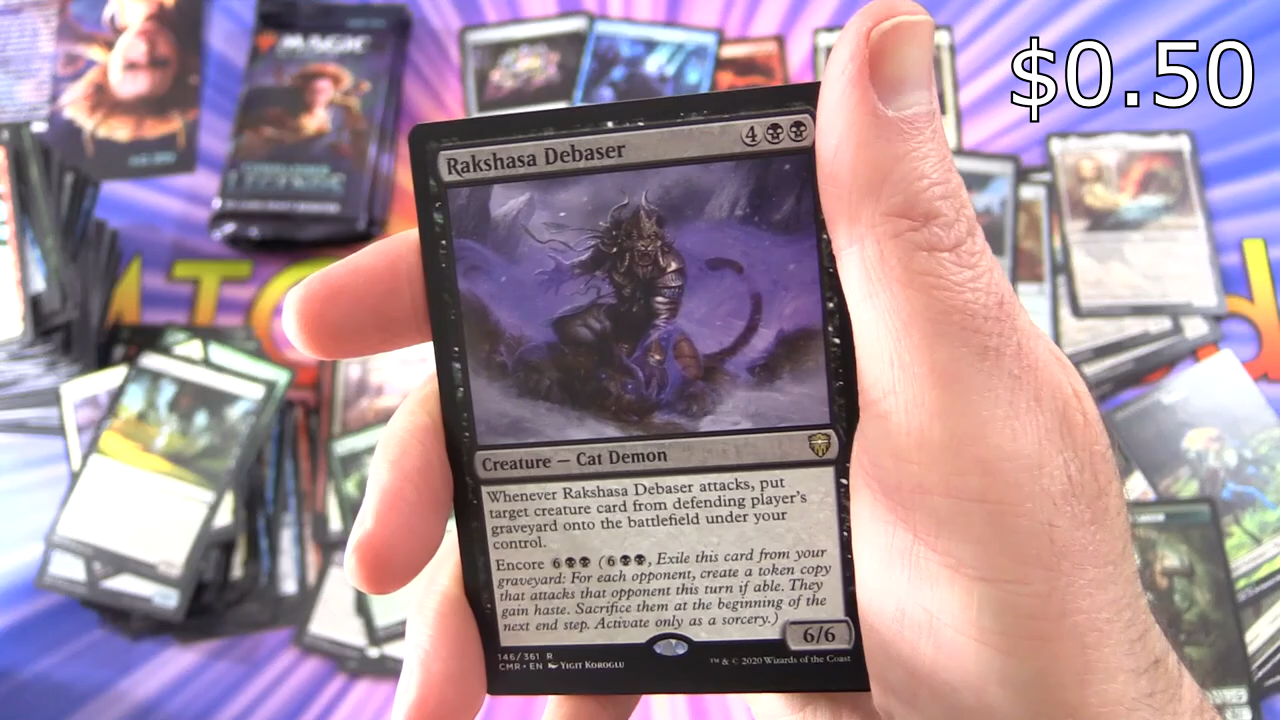 $0.50
MAGIC
LEGENDS
Rakshasa Debaser
4
Creature — Cat Demon
Whenever Rakshasa Debaser attacks, put
target creature card from defending player's
graveyard onto the battlefield under your
control.
Encore 6 (6, Exile this card from your
graveyard: For each opponent, create a token copy
that attacks that opponent this turn if able. They
gain haste. Sacrifice them at the beginning of the
next end step. Activate only as a sorcery.)
6/6
146/361 R
CMR • EN Yigit Koroglu
™ & © 2020 Wizards of the Coast